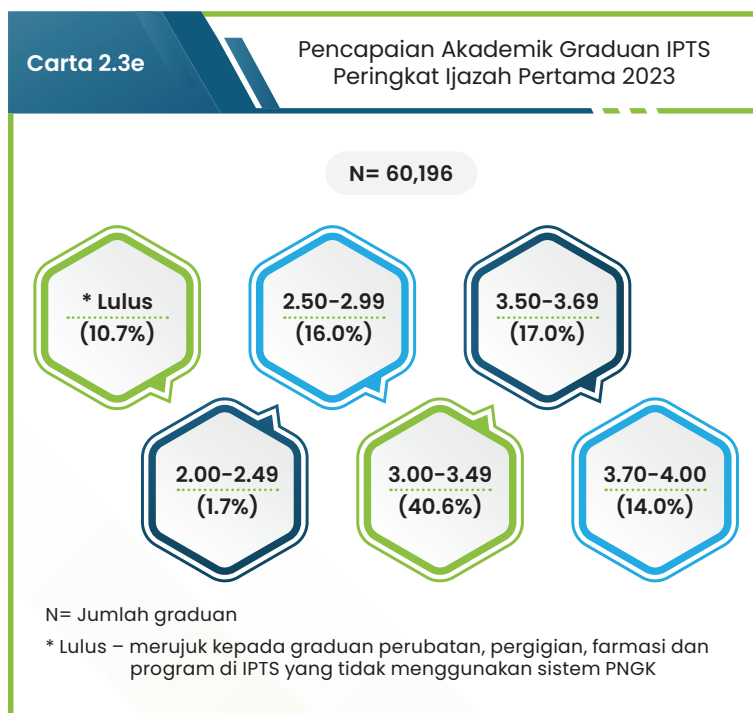 Carta 2.3e
Pencapaian Akademik Graduan IPTS
Peringkat Ijazah Pertama 2023
N= 60,196
* Lulus
(10.7%)
2.50-2.99
(16.0%)
3.50-3.69
(17.0%)
2.00-2.49
(1.7%)
3.00-3.49
(40.6%)
3.70-4.00
(14.0%)
N= Jumlah graduan
* Lulus – merujuk kepada graduan perubatan, pergigian, farmasi dan
program di IPTS yang tidak menggunakan sistem PNGK